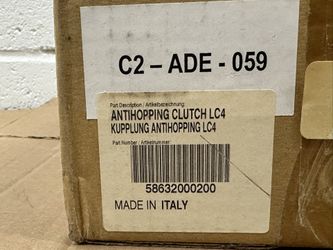 C2 - ADE - 059
Part Description / Artikelbezeichnung:
ANTIHOPPING CLUTCH LC4
KUPPLUNG ANTIHOPPING LC4
Part Number / Artikelnummer:
58632000200
MADE IN ITALY